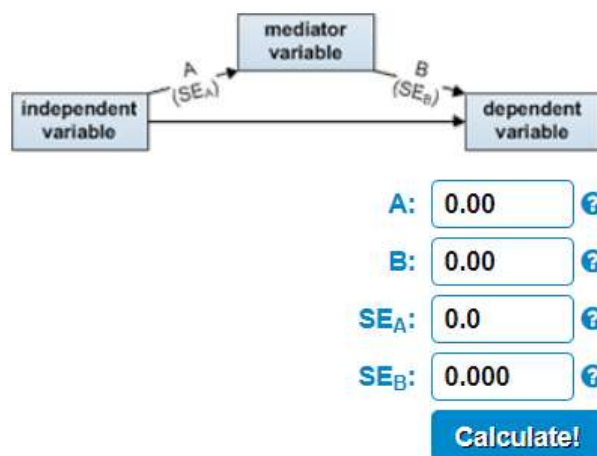 mediator
variable
A
(SEA)
B
(SEB)
independent
variable
dependent
variable
A: 0.00 ?
B: 0.00 ?
SEA: 0.0 ?
SEB: 0.000 ?
Calculate!